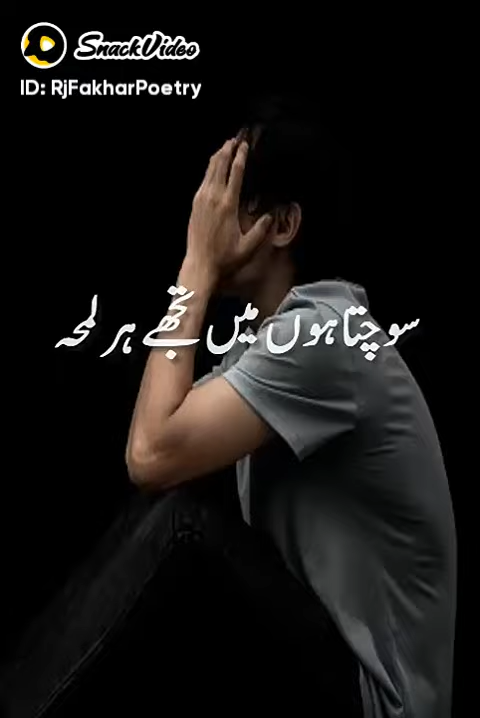 SnackVideo
ID: RjFakharPoetry
سوچتا ہوں میں تجھے ہر لمحہ